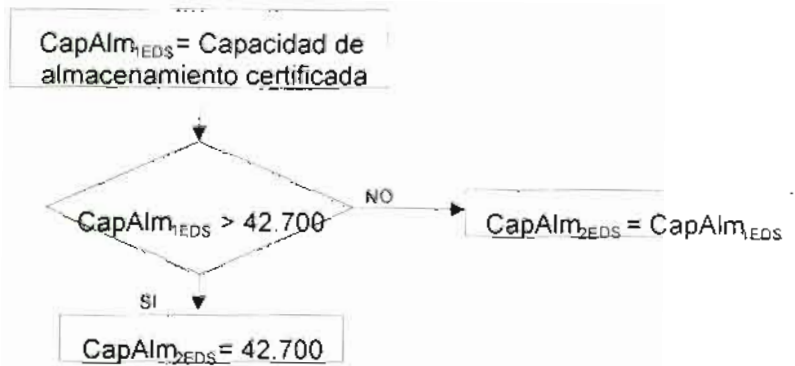 CapAlm1EDS = Capacidad de
almacenamiento certificada
CapAlm1EDS > 42.700
NO
CapAlm2EDS = CapAlm1EDS
SI
CapAlm2EDS = 42.700